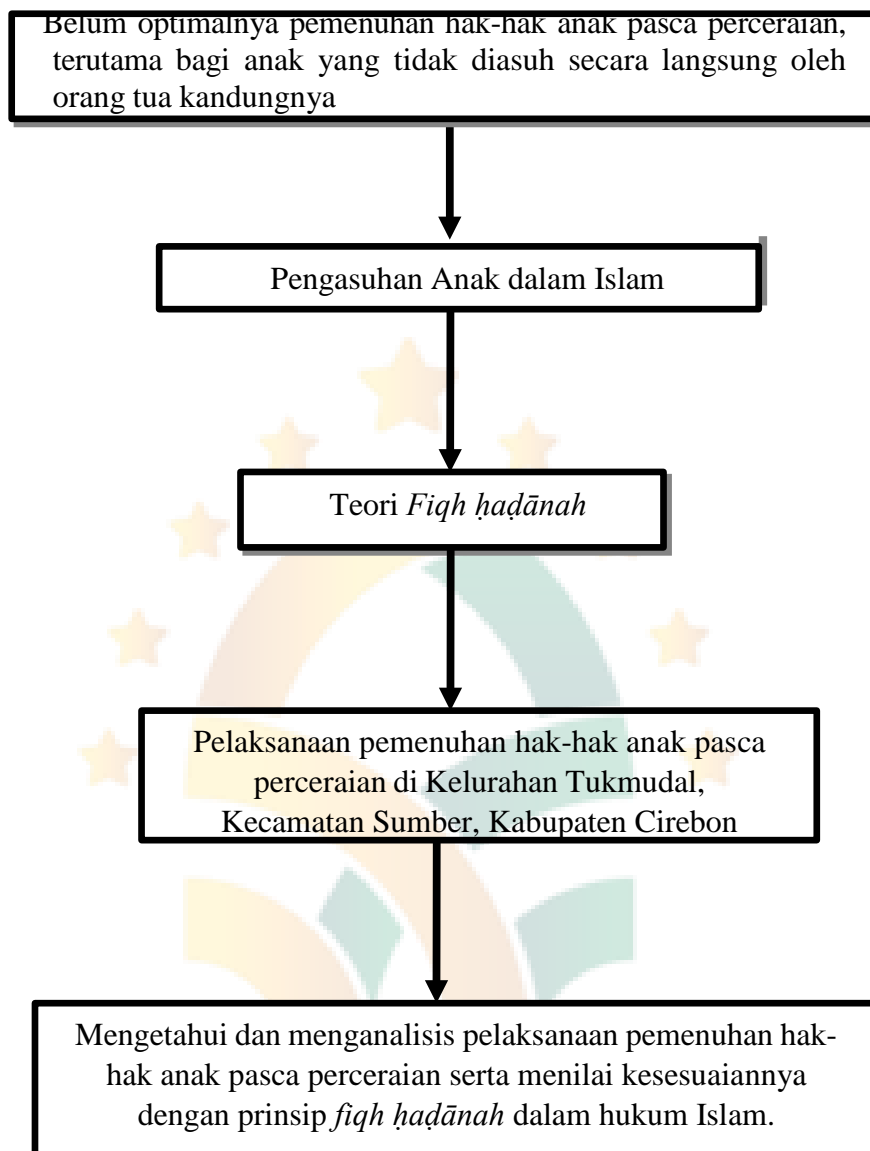 Belum optimalnya pemenuhan hak-hak anak pasca perceraian,
terutama bagi anak yang tidak diasuh secara langsung oleh
orang tua kandungnya
Pengasuhan Anak dalam Islam
Teori Fiqh ḥaḍānah
Pelaksanaan pemenuhan hak-hak anak pasca
perceraian di Kelurahan Tukmudal,
Kecamatan Sumber, Kabupaten Cirebon
Mengetahui dan menganalisis pelaksanaan pemenuhan hak-
hak anak pasca perceraian serta menilai kesesuaiannya
dengan prinsip fiqh ḥaḍānah dalam hukum Islam.